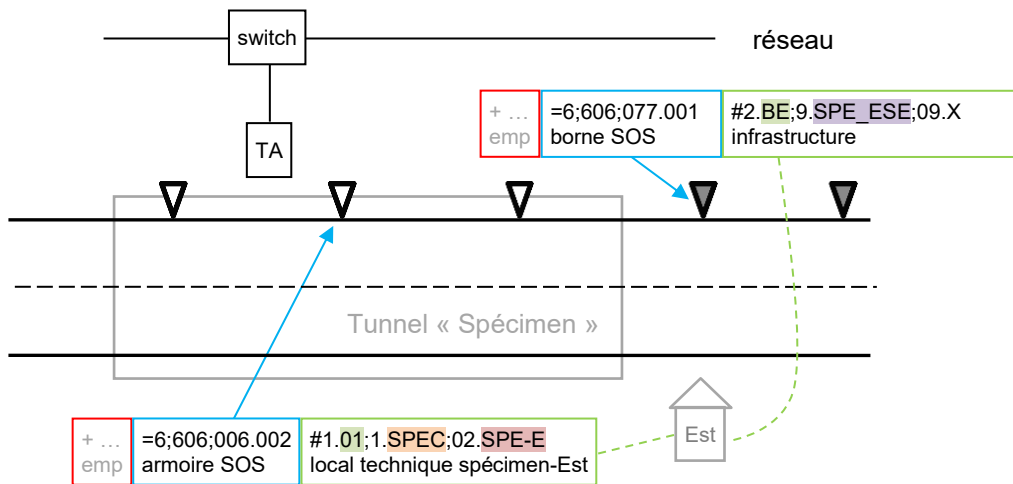 switch
réseau
TA
+ … =6;606;077.001 #2.BE;9.SPE_ESE;09.X
emp borne SOS infrastructure
Tunnel « Spécimen »
Est
+ … =6;606;006.002 #1.01;1.SPEC;02.SPE-E
emp armoire SOS local technique spécimen-Est